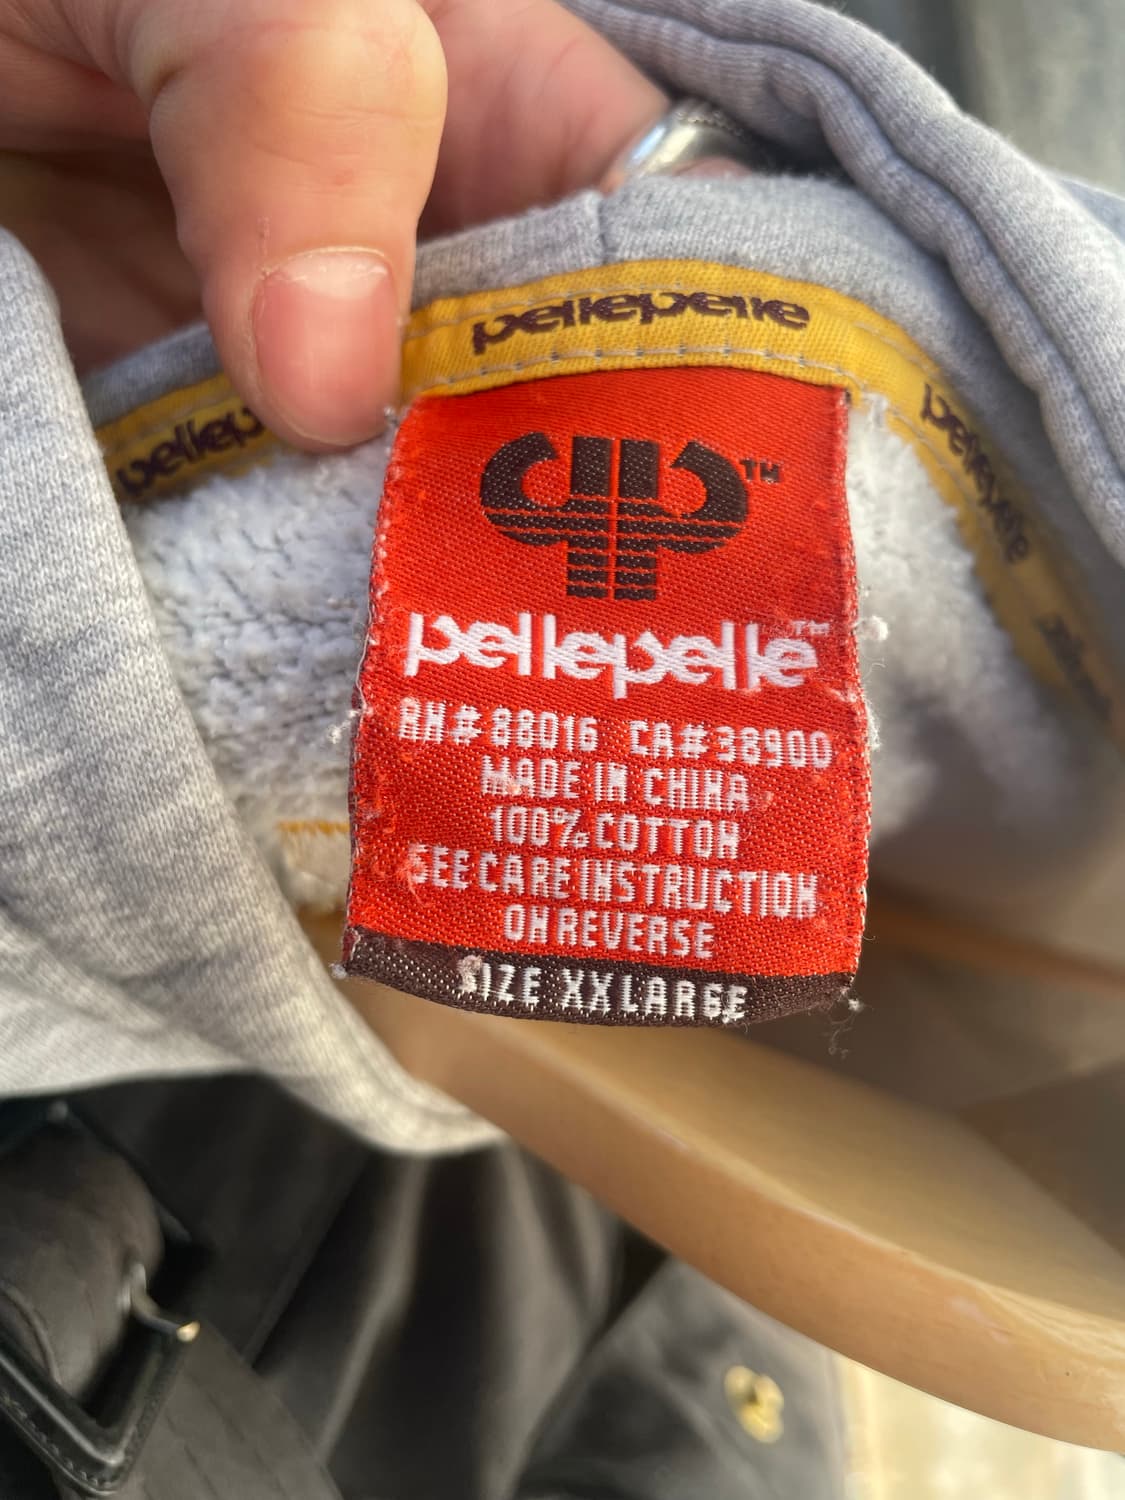 pellepelle
pellepe
pellepelle
TM
pellepelle™
RN# 88016 CA# 38900
MADE IN CHINA
100% COTTON
SEE CARE INSTRUCTION
ON REVERSE
SIZE XXLARGE